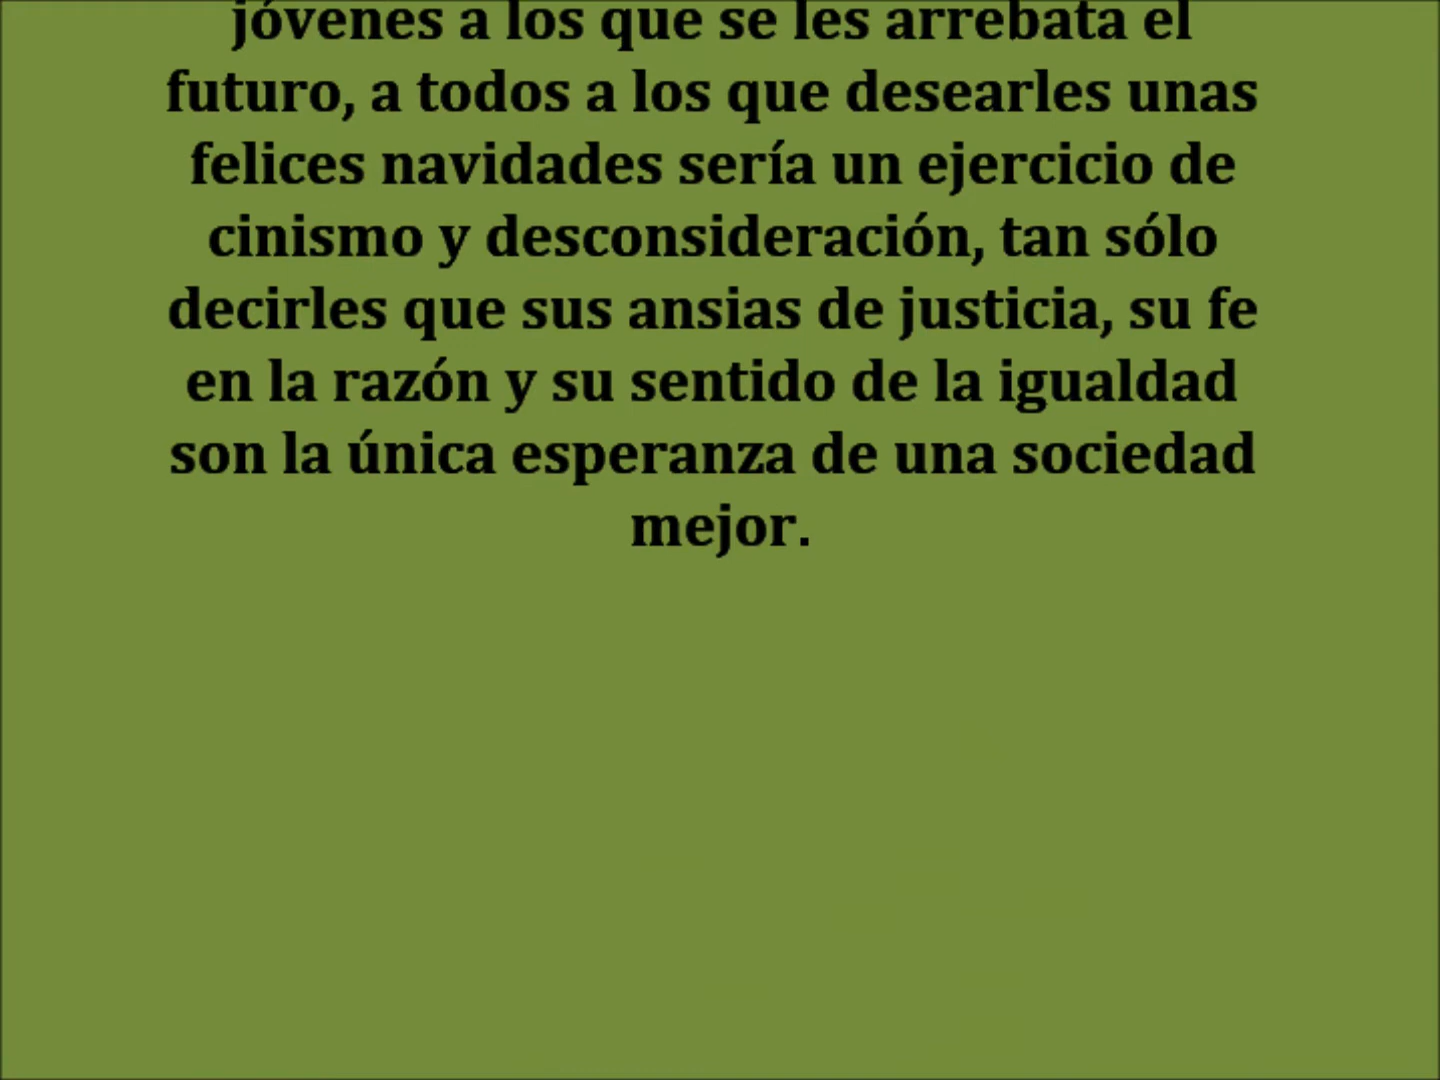 jóvenes a los que se les arrebata el
futuro, a todos a los que desearles unas
felices navidades sería un ejercicio de
cinismo y desconsideración, tan sólo
decirles que sus ansias de justicia, su fe
en la razón y su sentido de la igualdad
son la única esperanza de una sociedad
mejor.